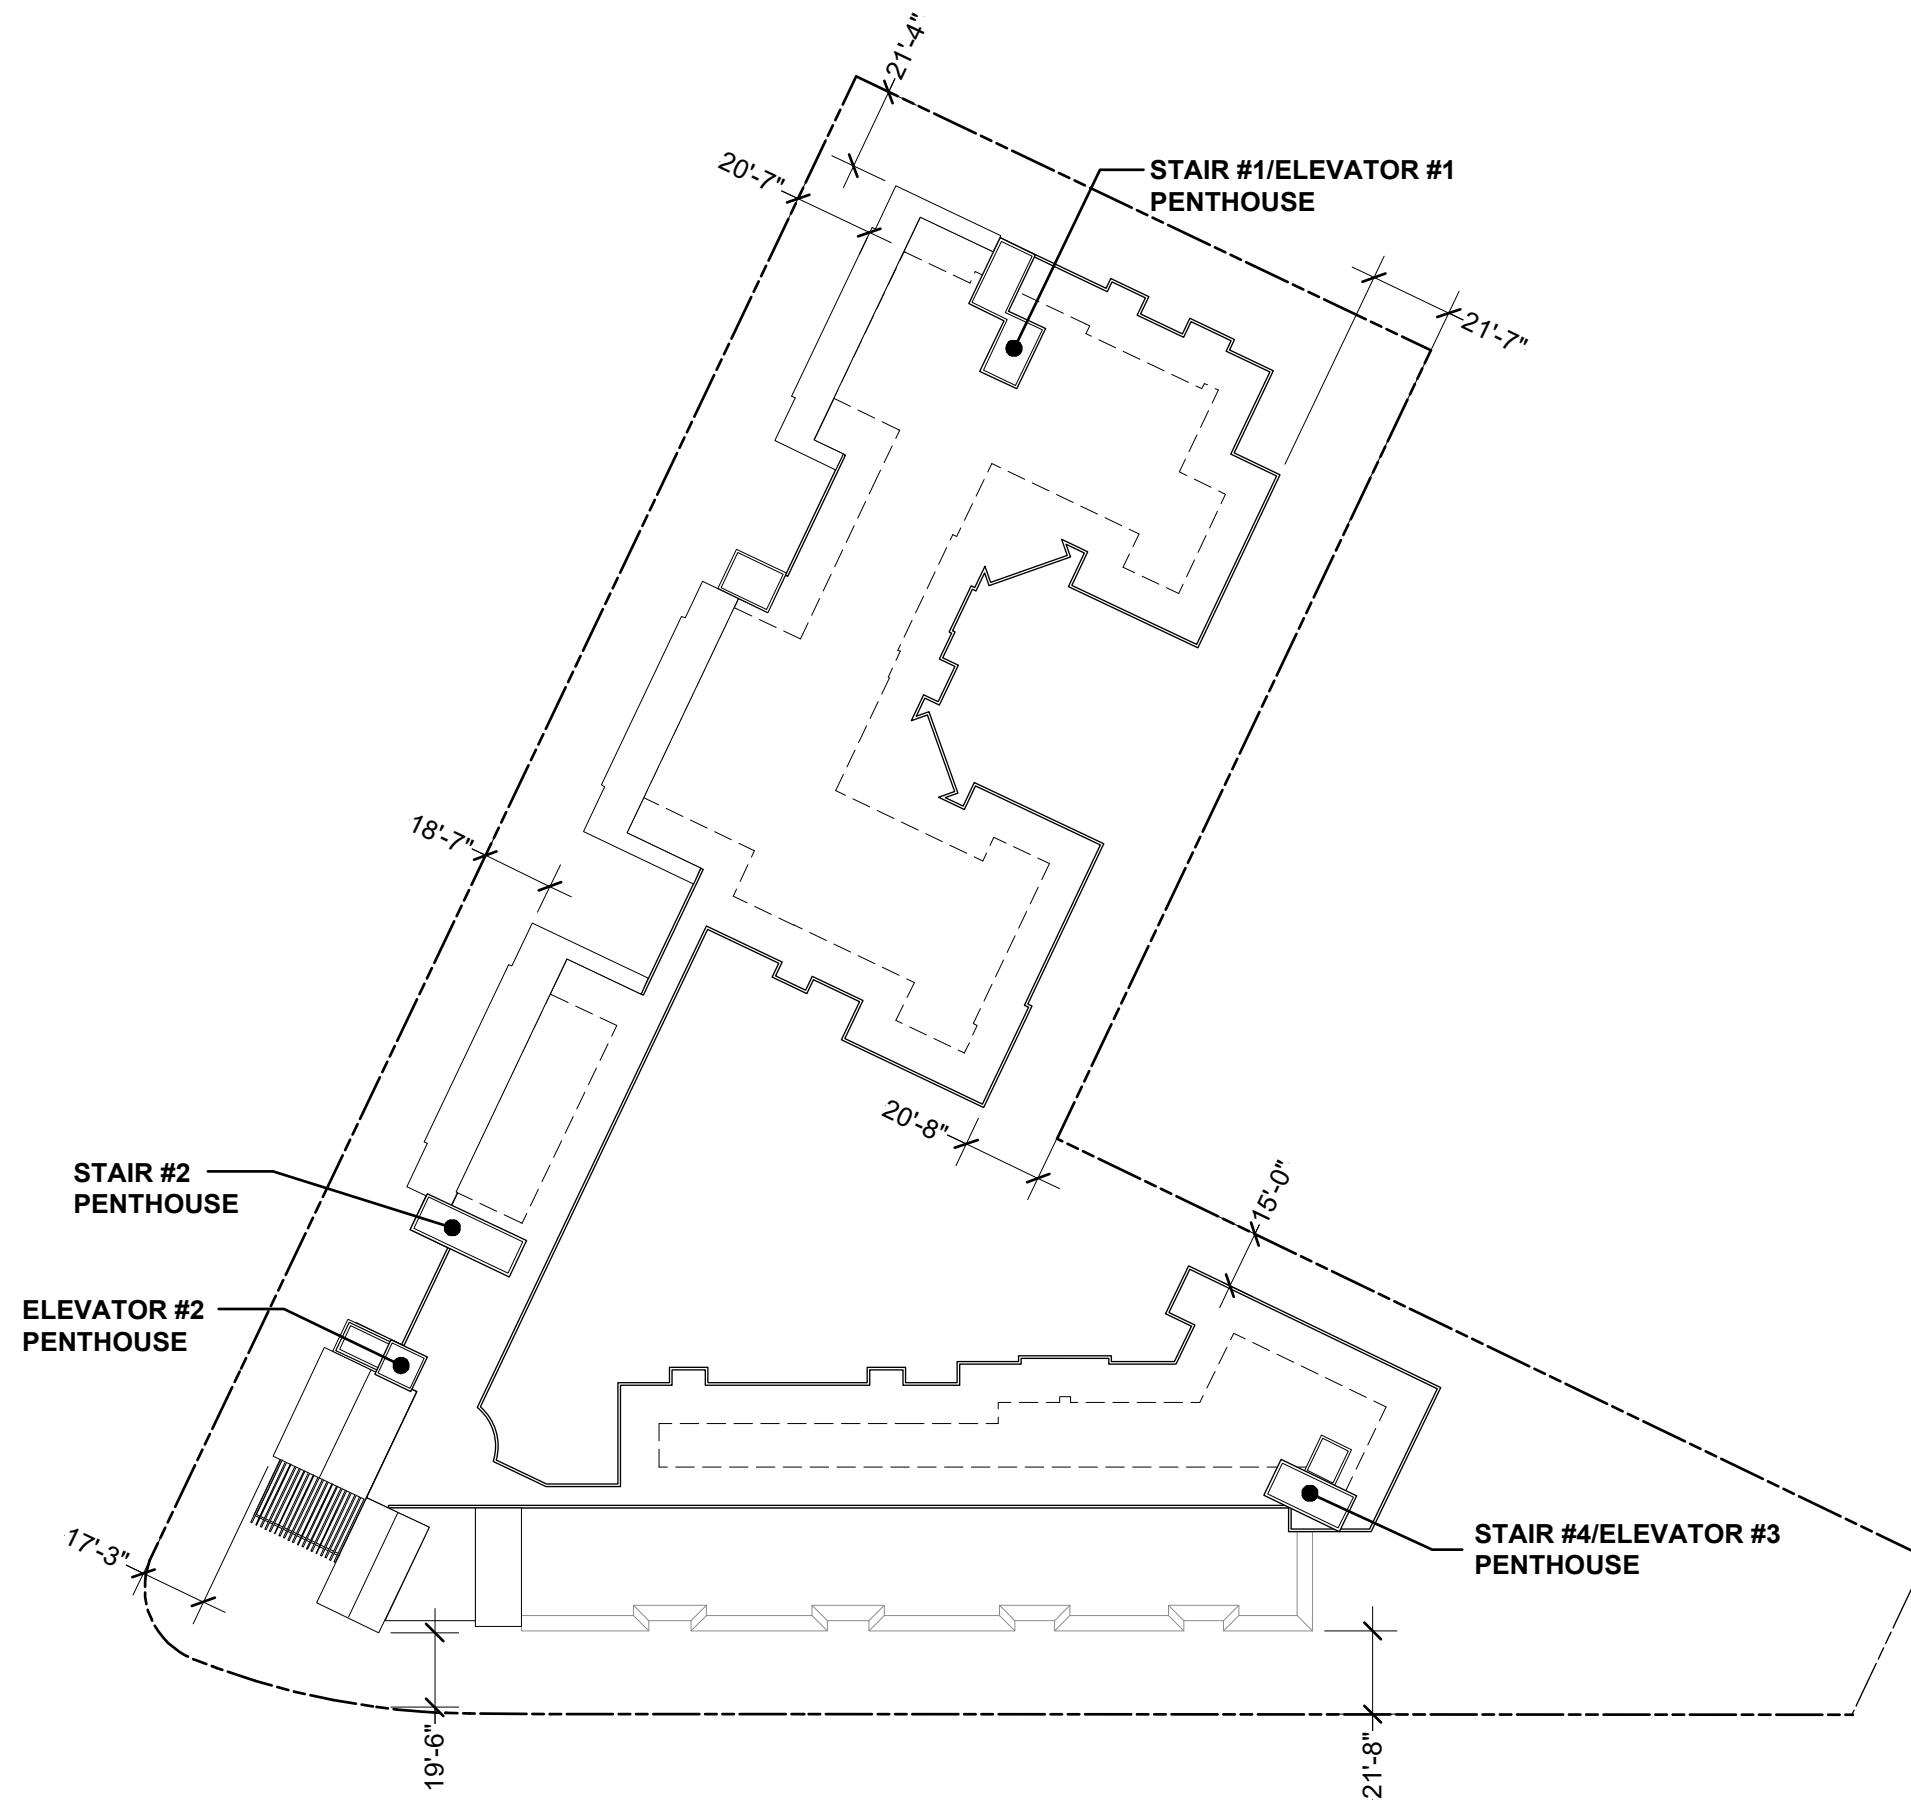 21'-4"
20'-7"
STAIR #1/ELEVATOR #1
PENTHOUSE
21'-7"
18'-7"
20'-8"
STAIR #2
PENTHOUSE
15'-0"
ELEVATOR #2
PENTHOUSE
17'-3"
STAIR #4/ELEVATOR #3
PENTHOUSE
19'-6"
21'-8"